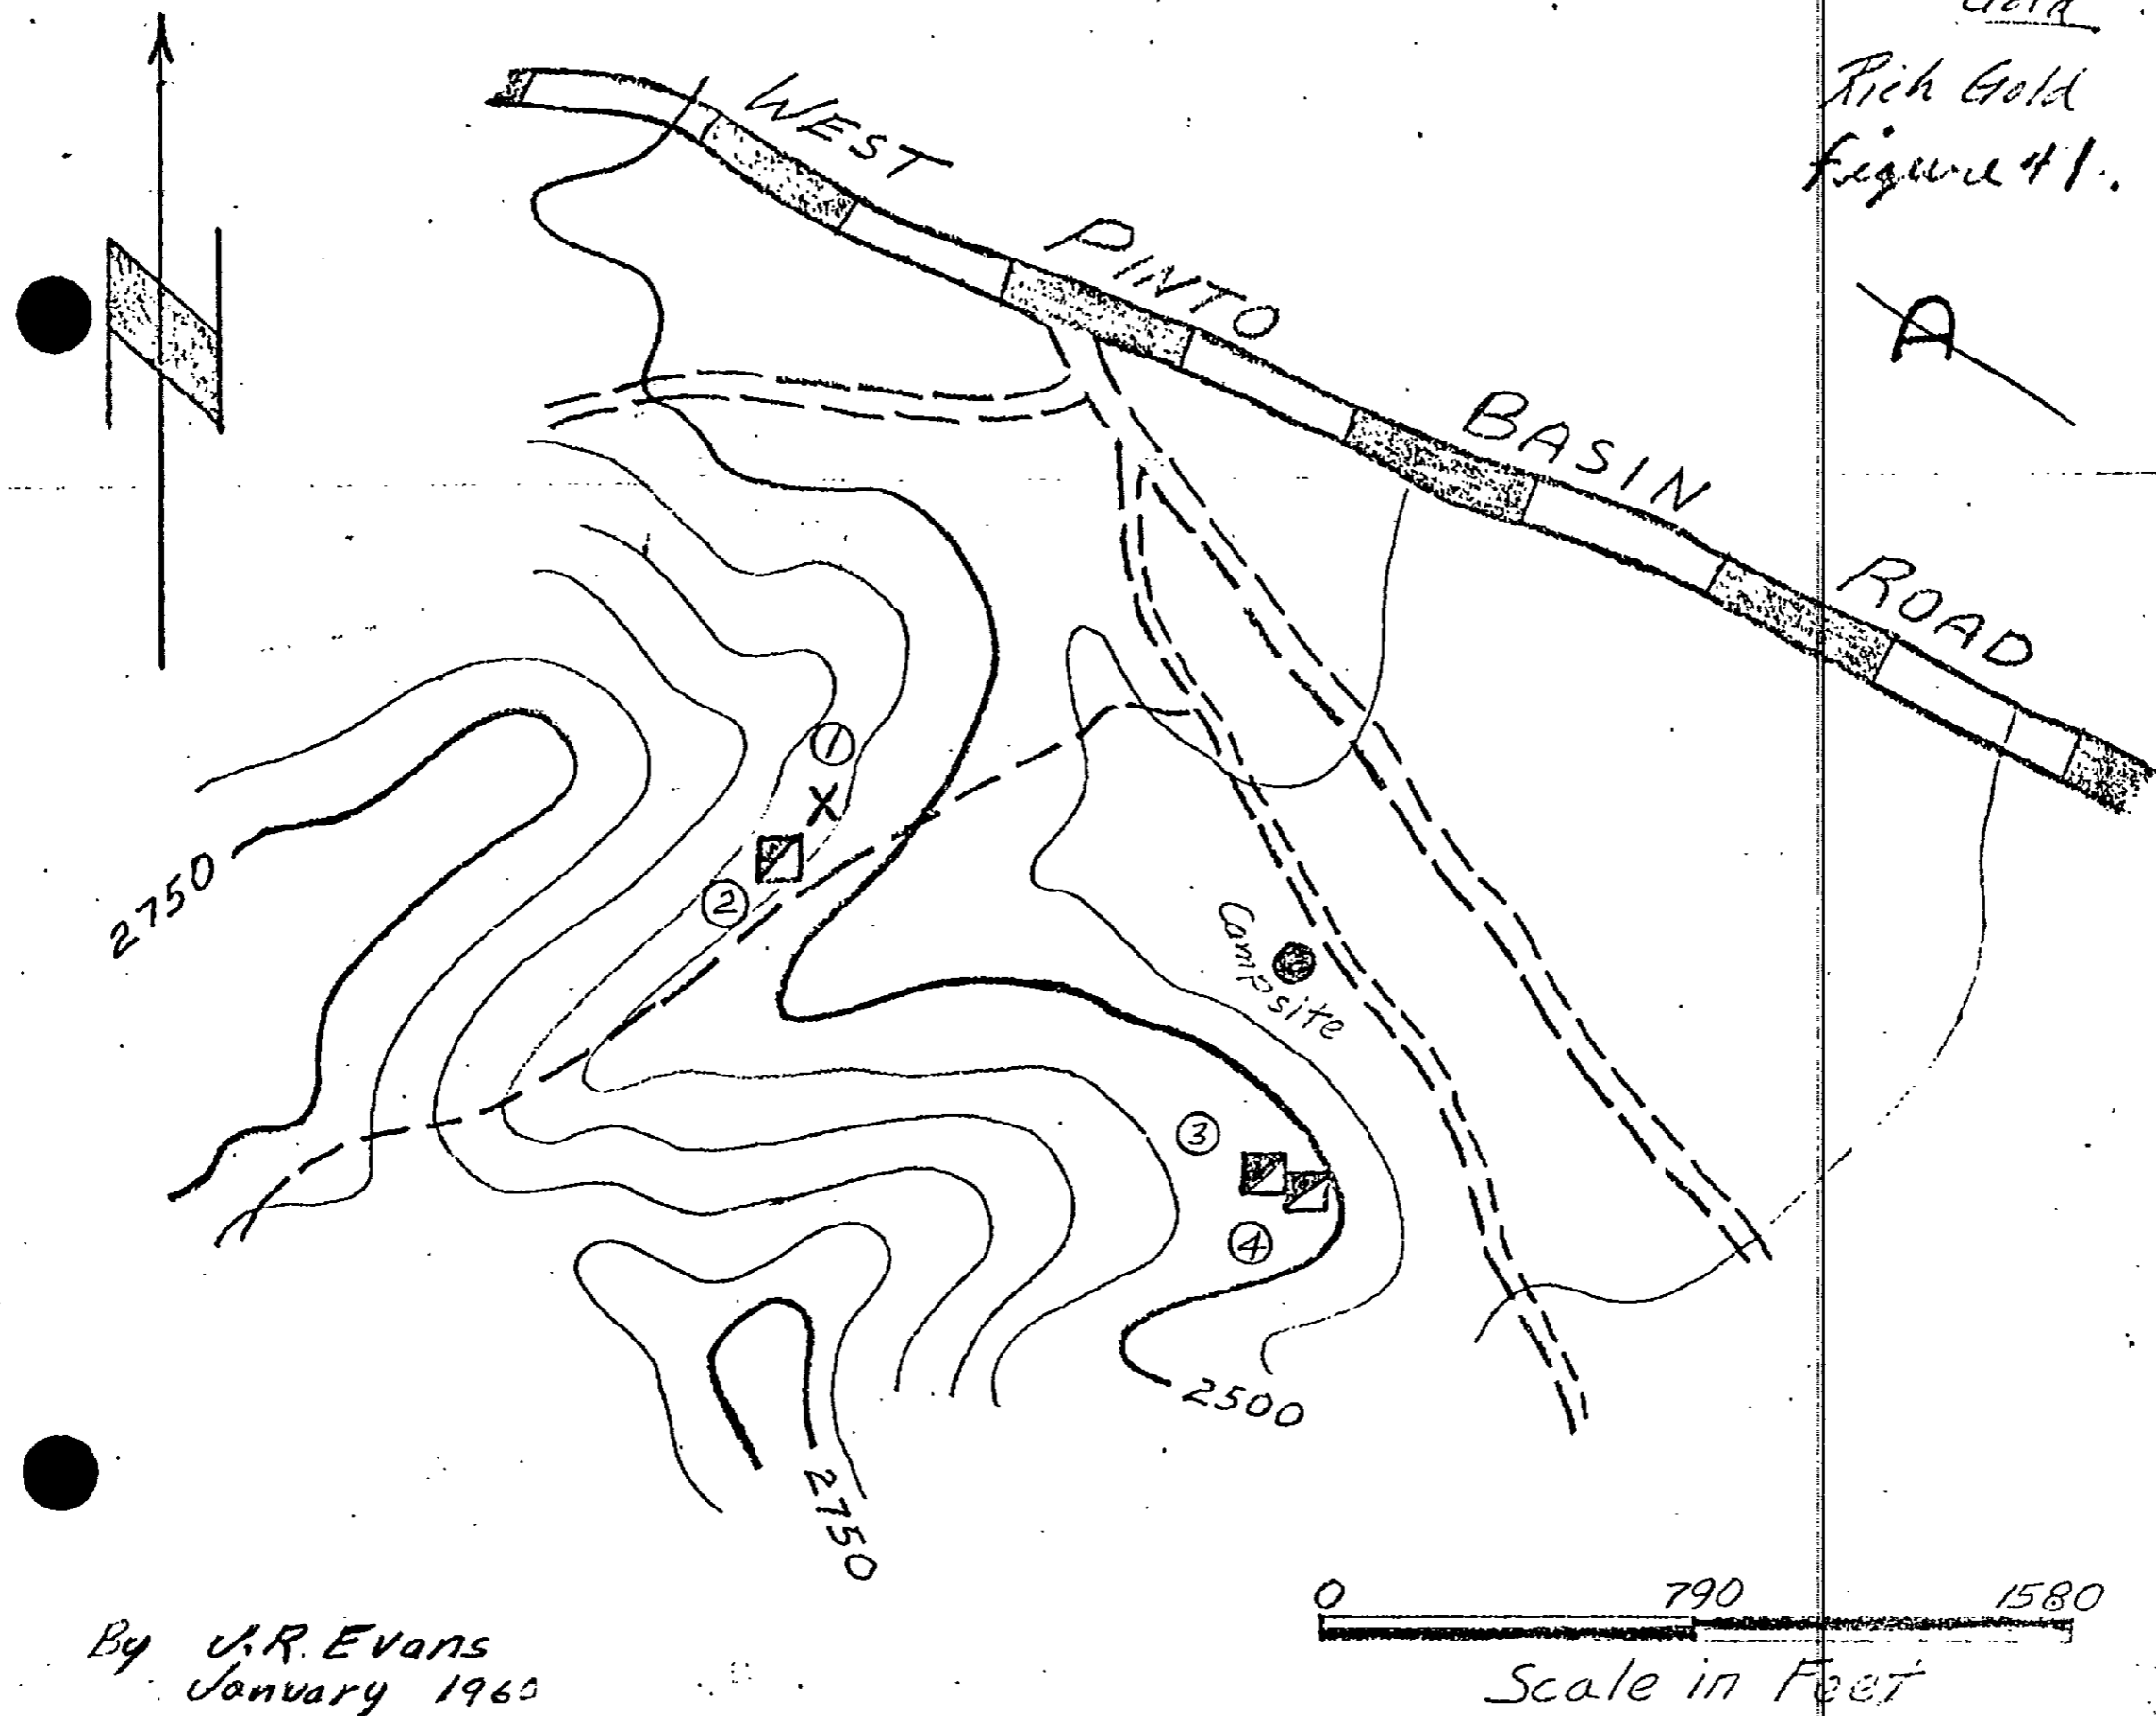 Gold
Rich Gold
Figure 41.
N
WEST PINTO BASIN ROAD
A
1
2
2750
Campsite
3
4
2500
2750
0 790 1580
Scale in Feet
By J.R. Evans
January 1960